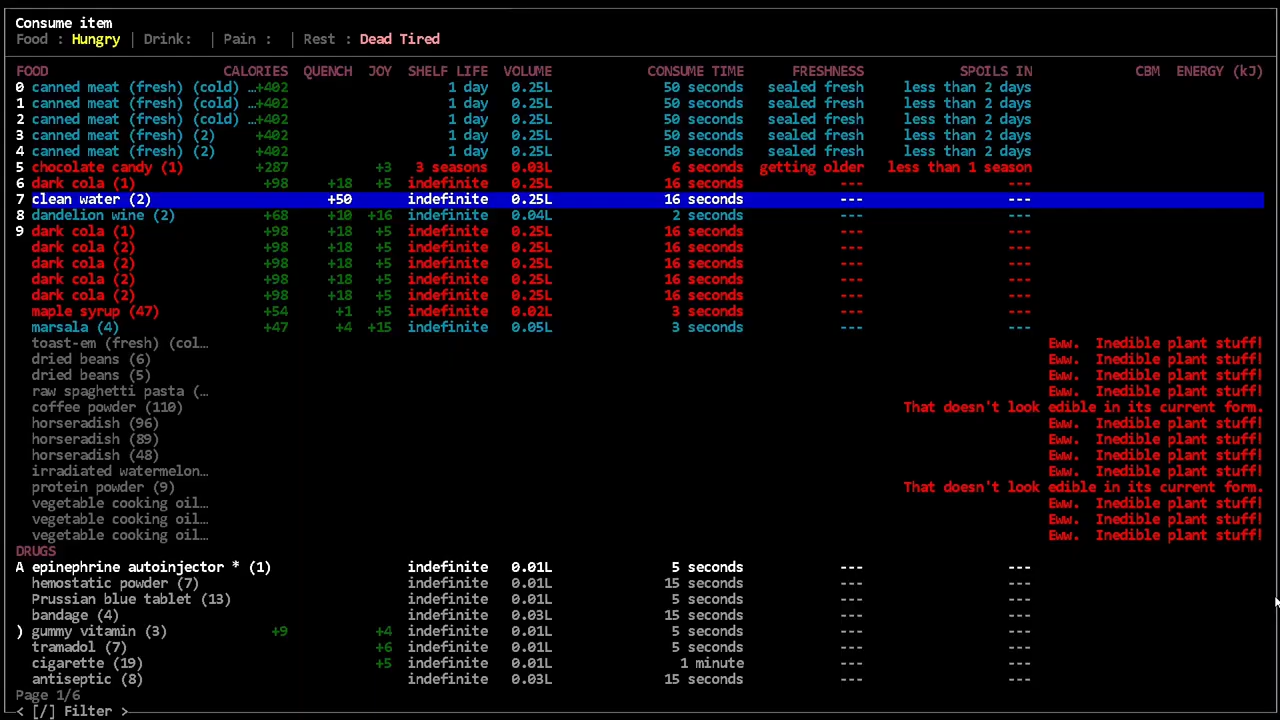 Consume item
Food : Hungry | Drink:  | Pain :  | Rest : Dead Tired
FOOD CALORIES QUENCH JOY SHELF LIFE VOLUME CONSUME TIME FRESHNESS SPOILS IN CBM ENERGY (kJ)
0 canned meat (fresh) (cold) …+402 1 day 0.25L 50 seconds sealed fresh less than 2 days
1 canned meat (fresh) (cold) …+402 1 day 0.25L 50 seconds sealed fresh less than 2 days
2 canned meat (fresh) (cold) …+402 1 day 0.25L 50 seconds sealed fresh less than 2 days
3 canned meat (fresh) (2) +402 1 day 0.25L 50 seconds sealed fresh less than 2 days
4 canned meat (fresh) (2) +402 1 day 0.25L 50 seconds sealed fresh less than 2 days
5 chocolate candy (1) +287 +3 3 seasons 0.03L 6 seconds getting older less than 1 season
6 dark cola (1) +98 +18 +5 indefinite 0.25L 16 seconds --- ---
7 clean water (2) +50 indefinite 0.25L 16 seconds --- ---
8 dandelion wine (2) +68 +10 +16 indefinite 0.04L 2 seconds --- ---
9 dark cola (1) +98 +18 +5 indefinite 0.25L 16 seconds --- ---
dark cola (2) +98 +18 +5 indefinite 0.25L 16 seconds --- ---
dark cola (2) +98 +18 +5 indefinite 0.25L 16 seconds --- ---
dark cola (2) +98 +18 +5 indefinite 0.25L 16 seconds --- ---
dark cola (2) +98 +18 +5 indefinite 0.25L 16 seconds --- ---
maple syrup (47) +54 +1 +5 indefinite 0.02L 3 seconds --- ---
marsala (4) +47 +4 +15 indefinite 0.05L 3 seconds --- ---
toast-em (fresh) (col… Eww.  Inedible plant stuff!
dried beans (6) Eww.  Inedible plant stuff!
dried beans (5) Eww.  Inedible plant stuff!
raw spaghetti pasta (… Eww.  Inedible plant stuff!
coffee powder (110) That doesn't look edible in its current form.
horseradish (96) Eww.  Inedible plant stuff!
horseradish (89) Eww.  Inedible plant stuff!
horseradish (48) Eww.  Inedible plant stuff!
irradiated watermelon… Eww.  Inedible plant stuff!
protein powder (9) That doesn't look edible in its current form.
vegetable cooking oil… Eww.  Inedible plant stuff!
vegetable cooking oil… Eww.  Inedible plant stuff!
vegetable cooking oil… Eww.  Inedible plant stuff!
DRUGS
A epinephrine autoinjector * (1) indefinite 0.01L 5 seconds --- ---
hemostatic powder (7) indefinite 0.01L 15 seconds --- ---
Prussian blue tablet (13) indefinite 0.01L 5 seconds --- ---
bandage (4) indefinite 0.03L 15 seconds --- ---
) gummy vitamin (3) +9 +4 indefinite 0.01L 5 seconds --- ---
tramadol (7) +6 indefinite 0.01L 5 seconds --- ---
cigarette (19) +5 indefinite 0.01L 1 minute --- ---
antiseptic (8) indefinite 0.03L 15 seconds --- ---
Page 1/6
< [/] Filter >